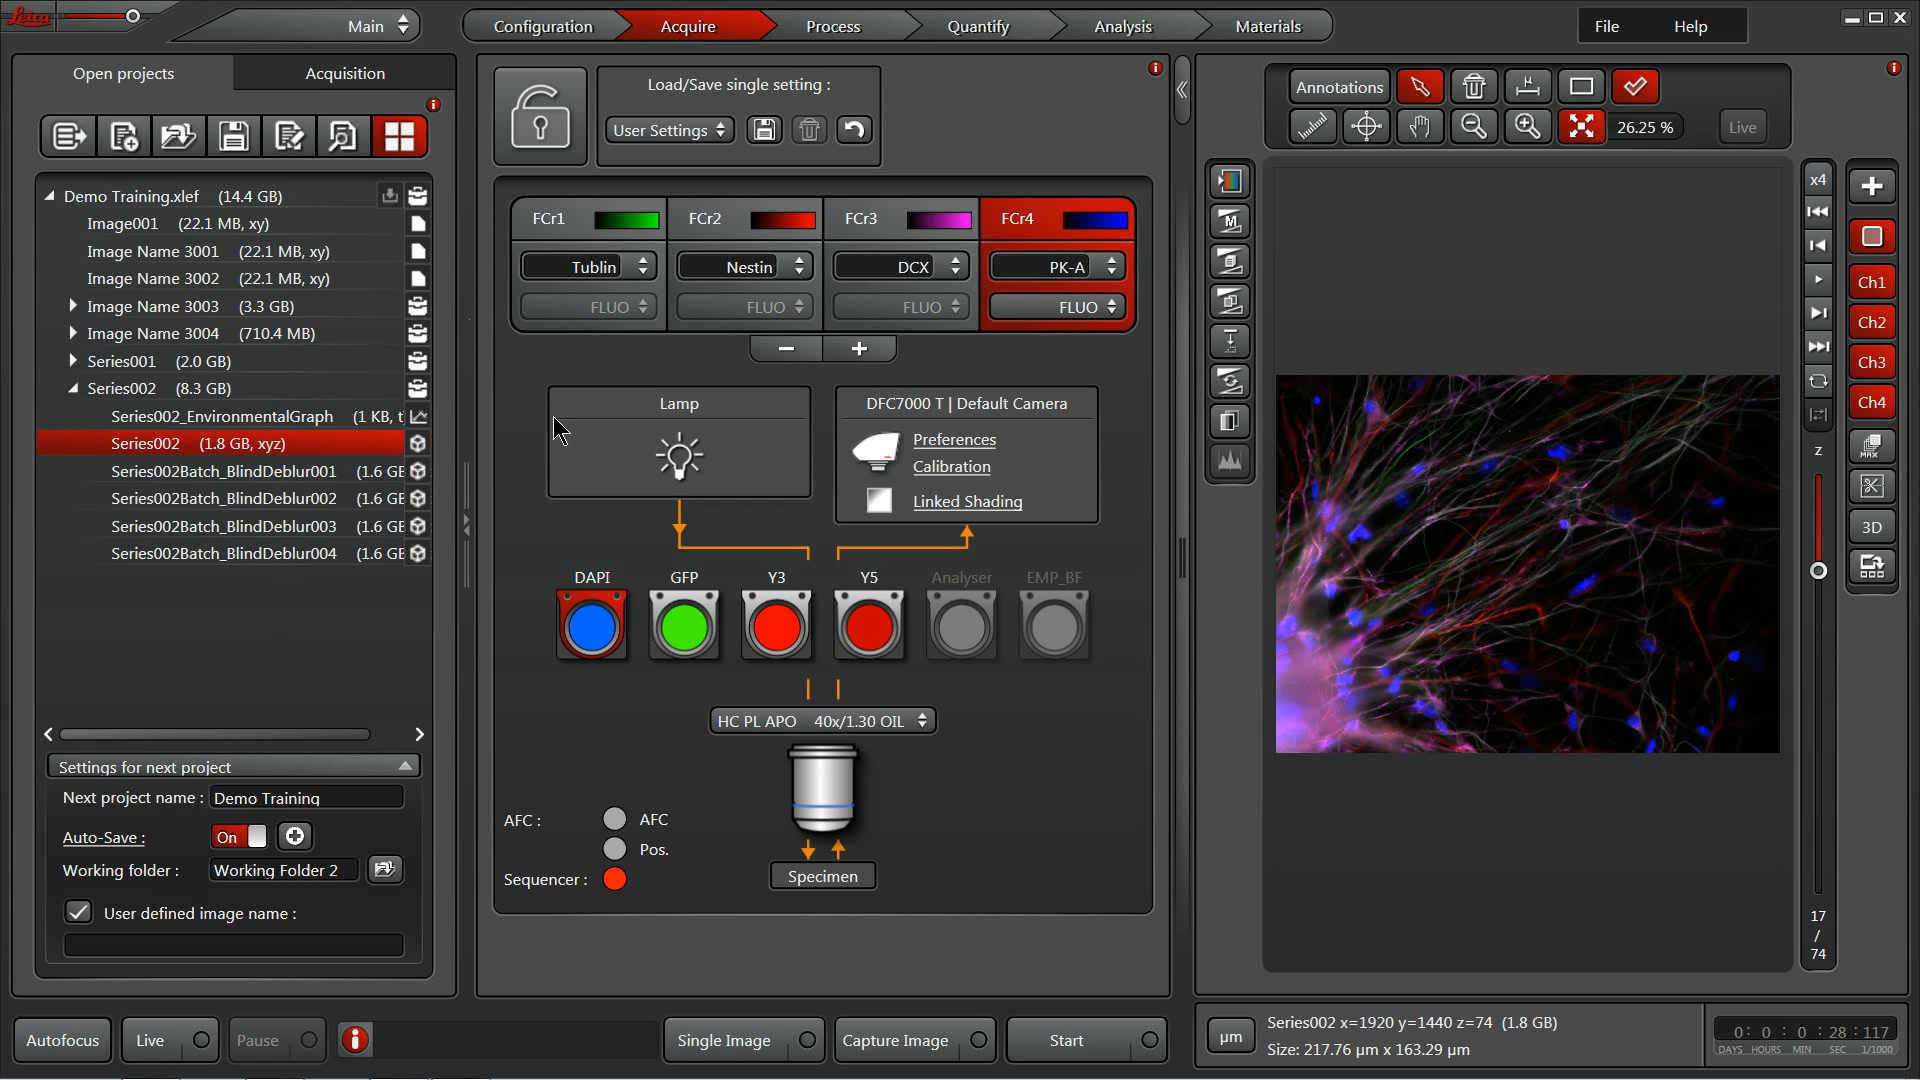 Leica
Main
Configuration
Acquire
Process
Quantify
Analysis
Materials
File
Help
Open projects
Acquisition
Demo Training.xlef (14.4 GB)
Image001 (22.1 MB, xy)
Image Name 3001 (22.1 MB, xy)
Image Name 3002 (22.1 MB, xy)
Image Name 3003 (3.3 GB)
Image Name 3004 (710.4 MB)
Series001 (2.0 GB)
Series002 (8.3 GB)
Series002_EnvironmentalGraph (1 KB, t
Series002 (1.8 GB, xyz)
Series002Batch_BlindDeblur001 (1.6 GE
Series002Batch_BlindDeblur002 (1.6 GE
Series002Batch_BlindDeblur003 (1.6 GE
Series002Batch_BlindDeblur004 (1.6 GE
Settings for next project
Next project name : Demo Training
Auto-Save : On
Working folder : Working Folder 2
User defined image name :
Load/Save single setting :
User Settings
FCr1
FCr2
FCr3
FCr4
Tublin
Nestin
DCX
PK-A
FLUO
FLUO
FLUO
FLUO
− +
Lamp
DFC7000 T | Default Camera
Preferences
Calibration
Linked Shading
DAPI
GFP
Y3
Y5
Analyser
EMP_BF
HC PL APO 40x/1.30 OIL
AFC : AFC
Pos.
Sequencer :
Specimen
Annotations
26.25 %
Live
M
x4
z
17
/
74
Ch1
Ch2
Ch3
Ch4
MAX
3D
Autofocus
Live
Pause
Single Image
Capture Image
Start
µm
Series002 x=1920 y=1440 z=74 (1.8 GB)
Size: 217.76 µm x 163.29 µm
0 : 0 : 0 : 28 : 117
DAYS HOURS MIN SEC 1/1000